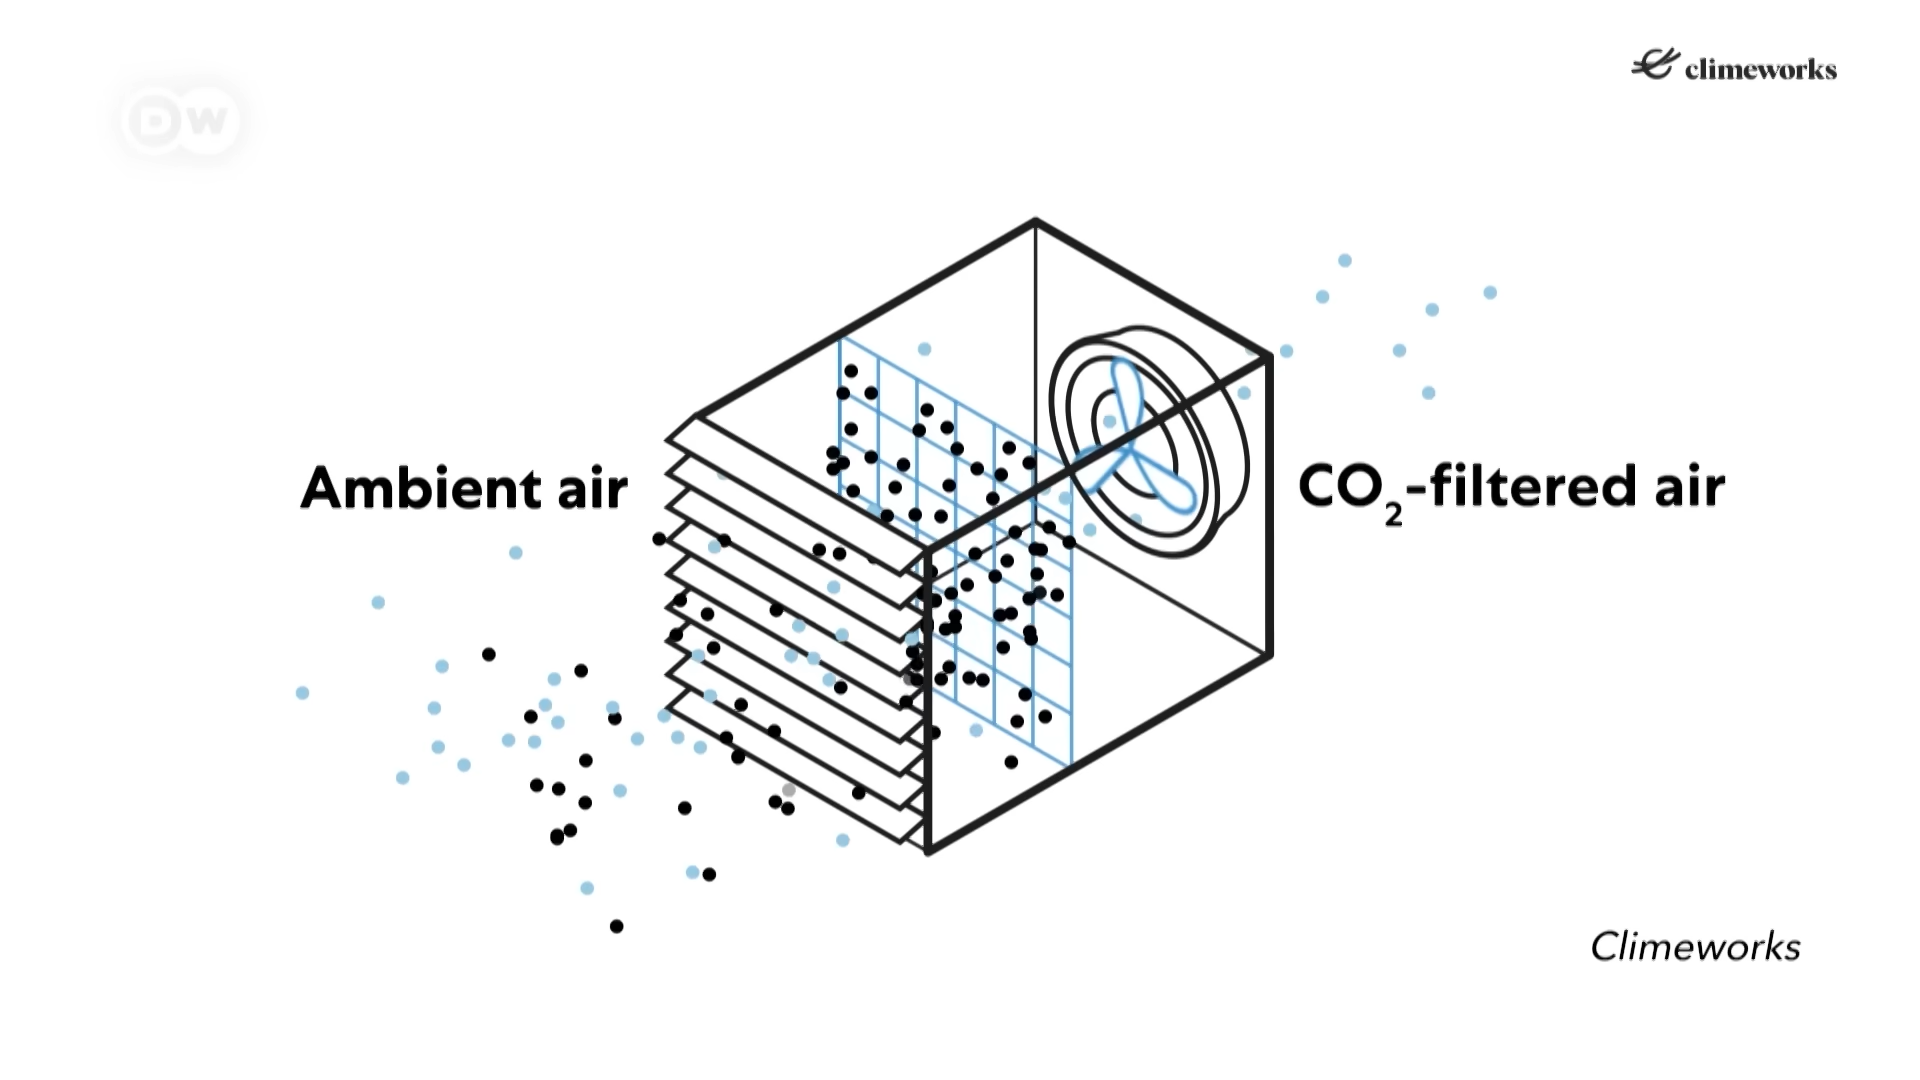 DW
climeworks
Ambient air
CO₂-filtered air
Climeworks